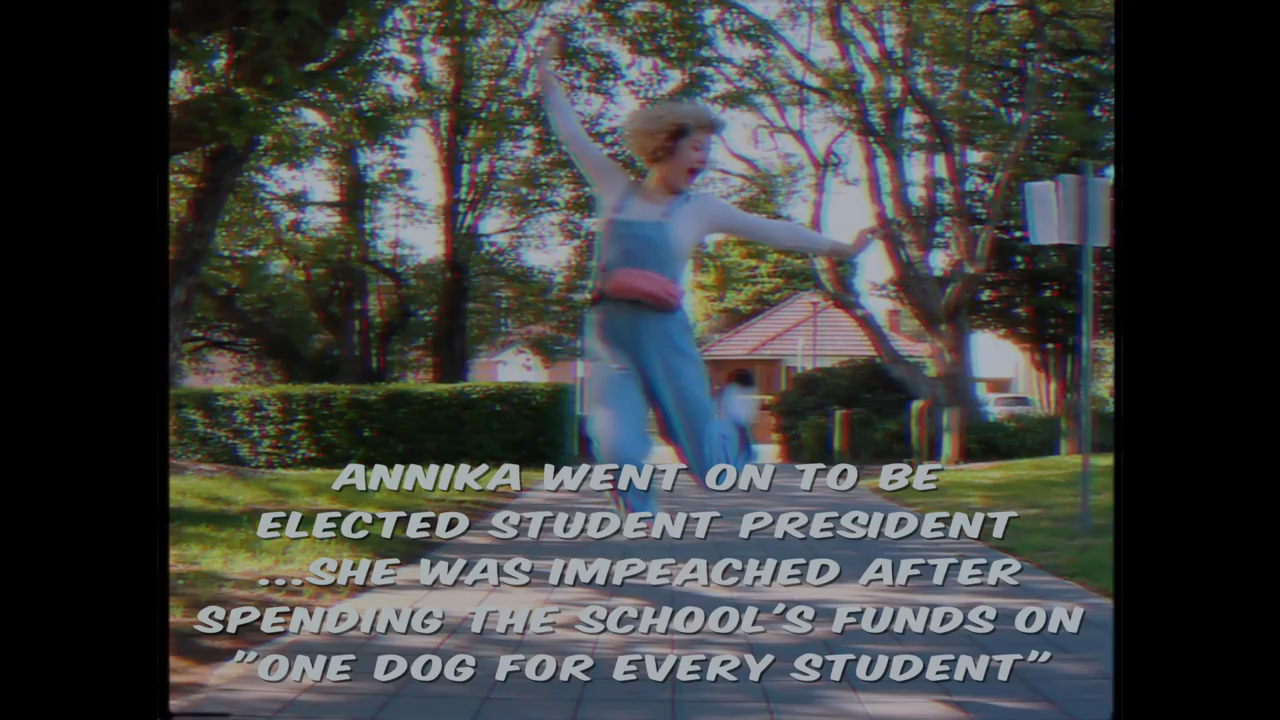 ANNIKA WENT ON TO BE
ELECTED STUDENT PRESIDENT
...SHE WAS IMPEACHED AFTER
SPENDING THE SCHOOL'S FUNDS ON
"ONE DOG FOR EVERY STUDENT"